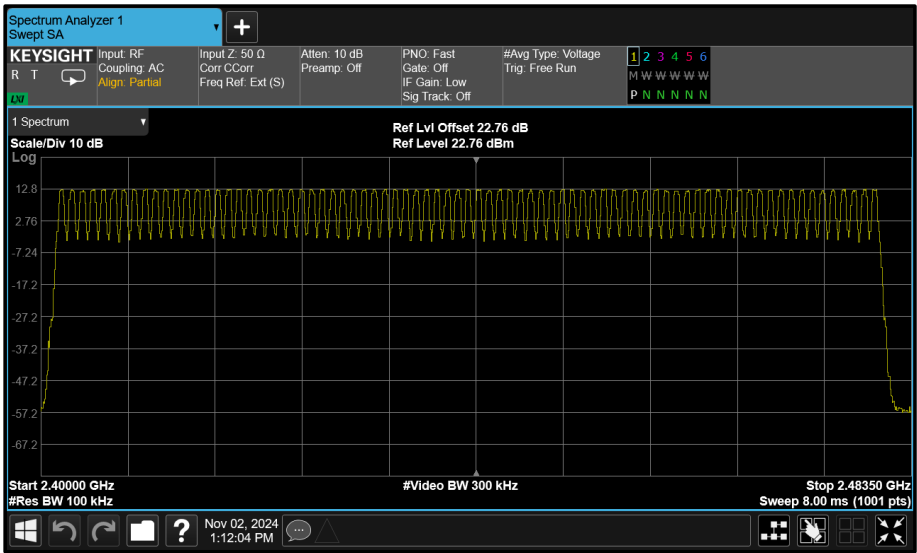 Spectrum Analyzer 1
Swept SA
+
KEYSIGHT
R T
LXI
Input: RF
Coupling: AC
Align: Partial
Input Z: 50 Ω
Corr CCorr
Freq Ref: Ext (S)
Atten: 10 dB
Preamp: Off
PNO: Fast
Gate: Off
IF Gain: Low
Sig Track: Off
#Avg Type: Voltage
Trig: Free Run
1 2 3 4 5 6
M W W W W W
P N N N N N
1 Spectrum
Scale/Div 10 dB
Ref Lvl Offset 22.76 dB
Ref Level 22.76 dBm
Log
12.8
2.76
-7.24
-17.2
-27.2
-37.2
-47.2
-57.2
-67.2
Start 2.40000 GHz
#Res BW 100 kHz
#Video BW 300 kHz
Stop 2.48350 GHz
Sweep 8.00 ms (1001 pts)
?
Nov 02, 2024
1:12:04 PM